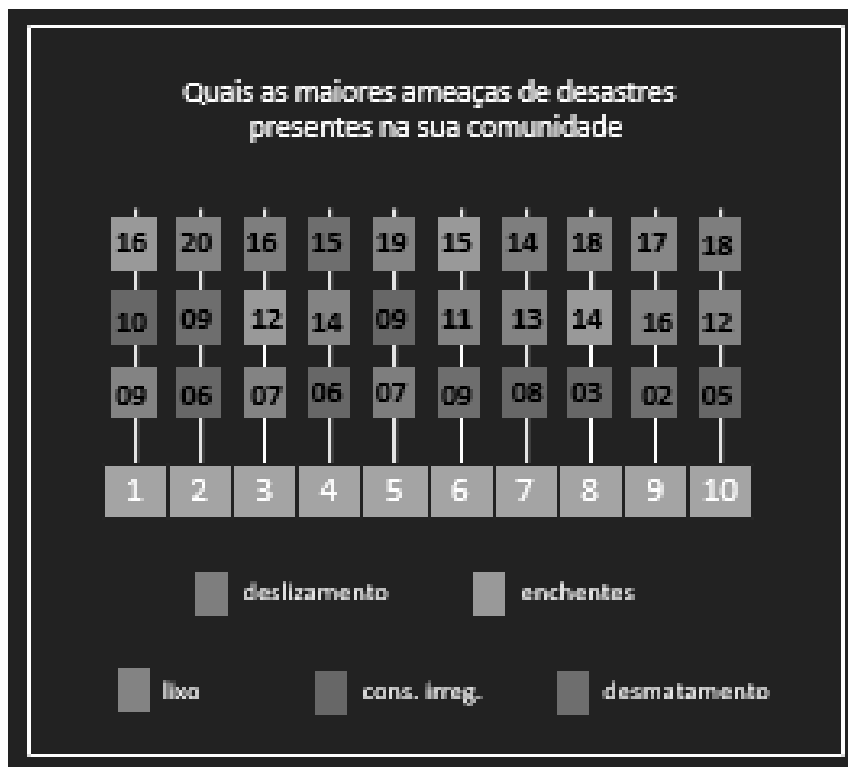 Quais as maiores ameaças de desastres
presentes na sua comunidade
16 20 16 15 19 15 14 18 17 18
10 09 12 14 09 11 13 14 16 12
09 06 07 06 07 09 08 03 02 05
1 2 3 4 5 6 7 8 9 10
deslizamento enchentes
lixo cons. irreg. desmatamento